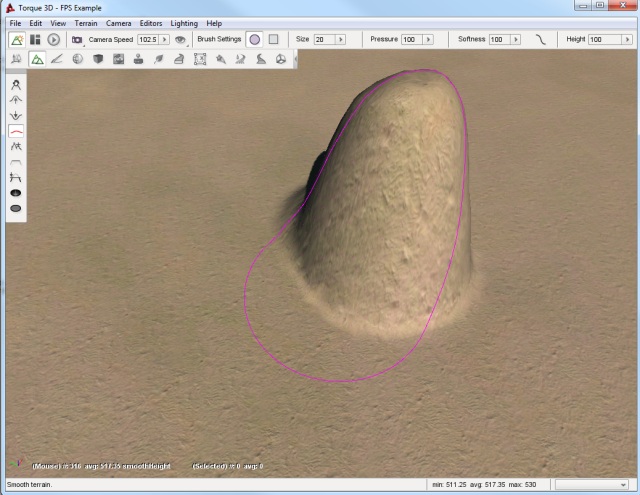 Torque 3D - FPS Example
File Edit View Terrain Camera Editors Lighting Help
Camera Speed 102.5 Brush Settings Size 20 Pressure 100 Softness 100 Height 100
(Mouse) #: 316 avg: 517.35 smoothHeight (Selected) #: 0 avg: 0
Smooth terrain. min: 511.25 avg: 517.35 max: 530